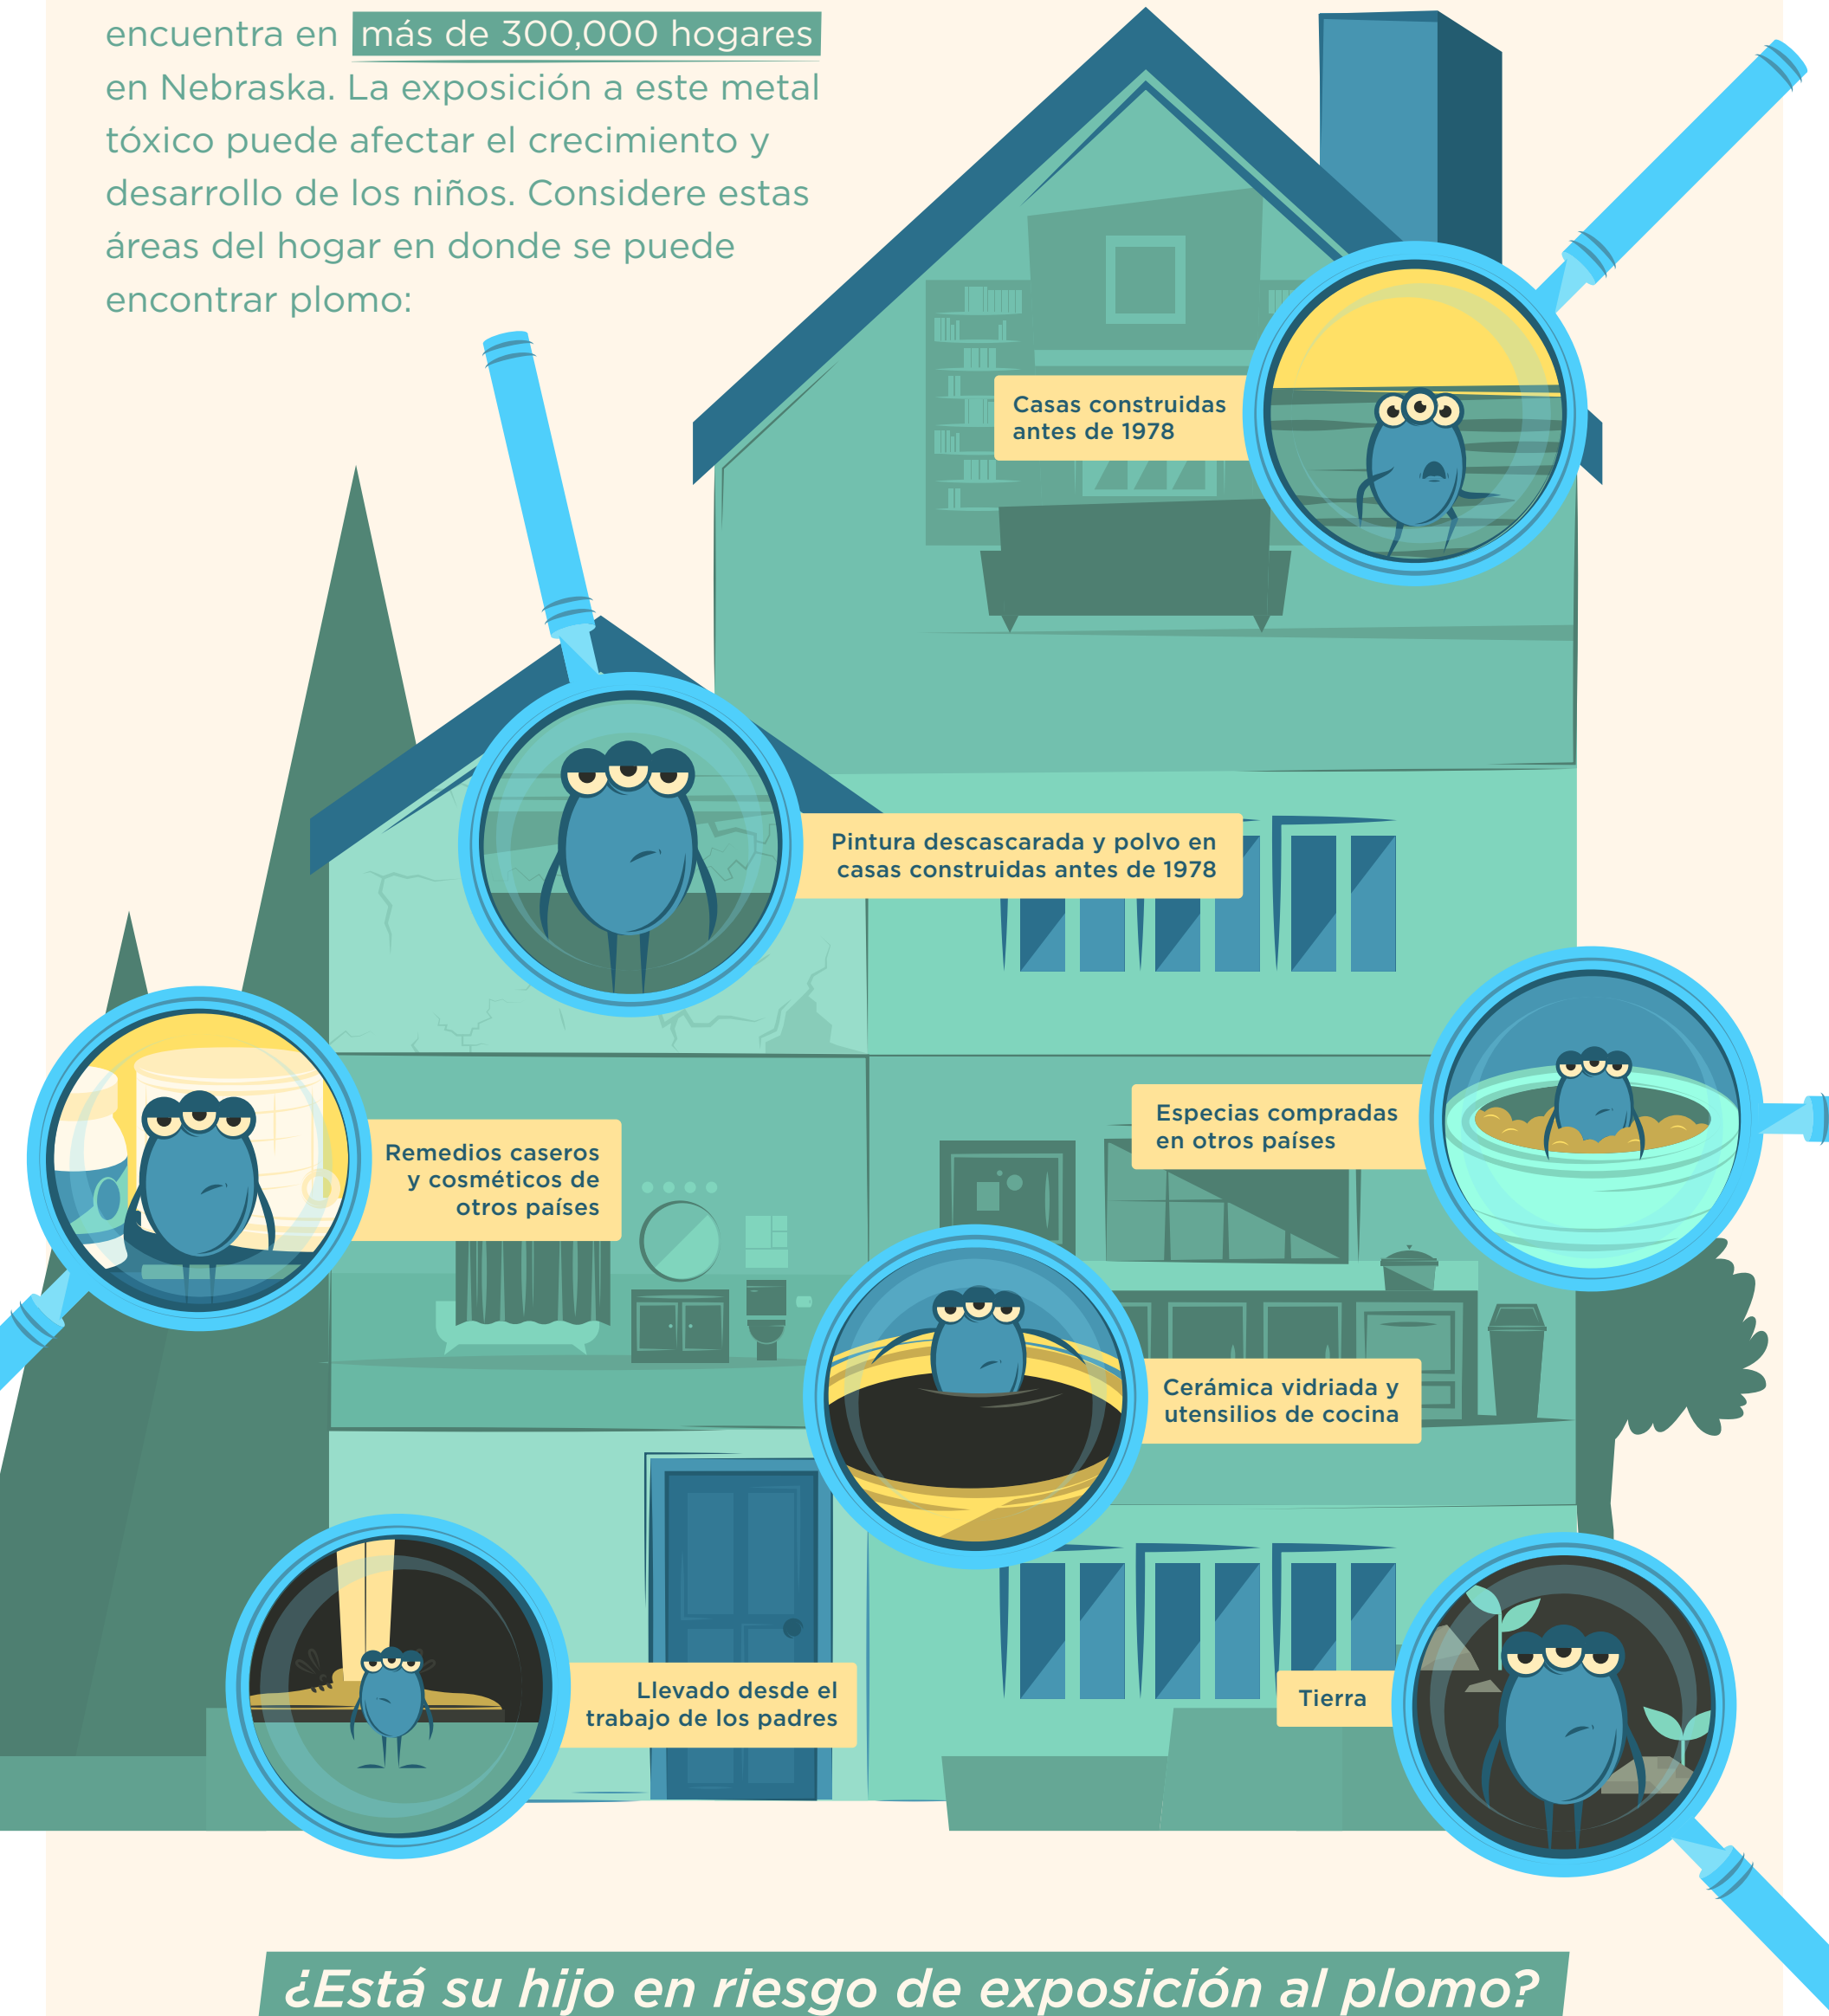 encuentra en más de 300,000 hogares
en Nebraska. La exposición a este metal
tóxico puede afectar el crecimiento y
desarrollo de los niños. Considere estas
áreas del hogar en donde se puede
encontrar plomo:
Casas construidas
antes de 1978
Pintura descascarada y polvo en
casas construidas antes de 1978
Remedios caseros
y cosméticos de
otros países
Especias compradas
en otros países
Cerámica vidriada y
utensilios de cocina
Llevado desde el
trabajo de los padres
Tierra
¿Está su hijo en riesgo de exposición al plomo?